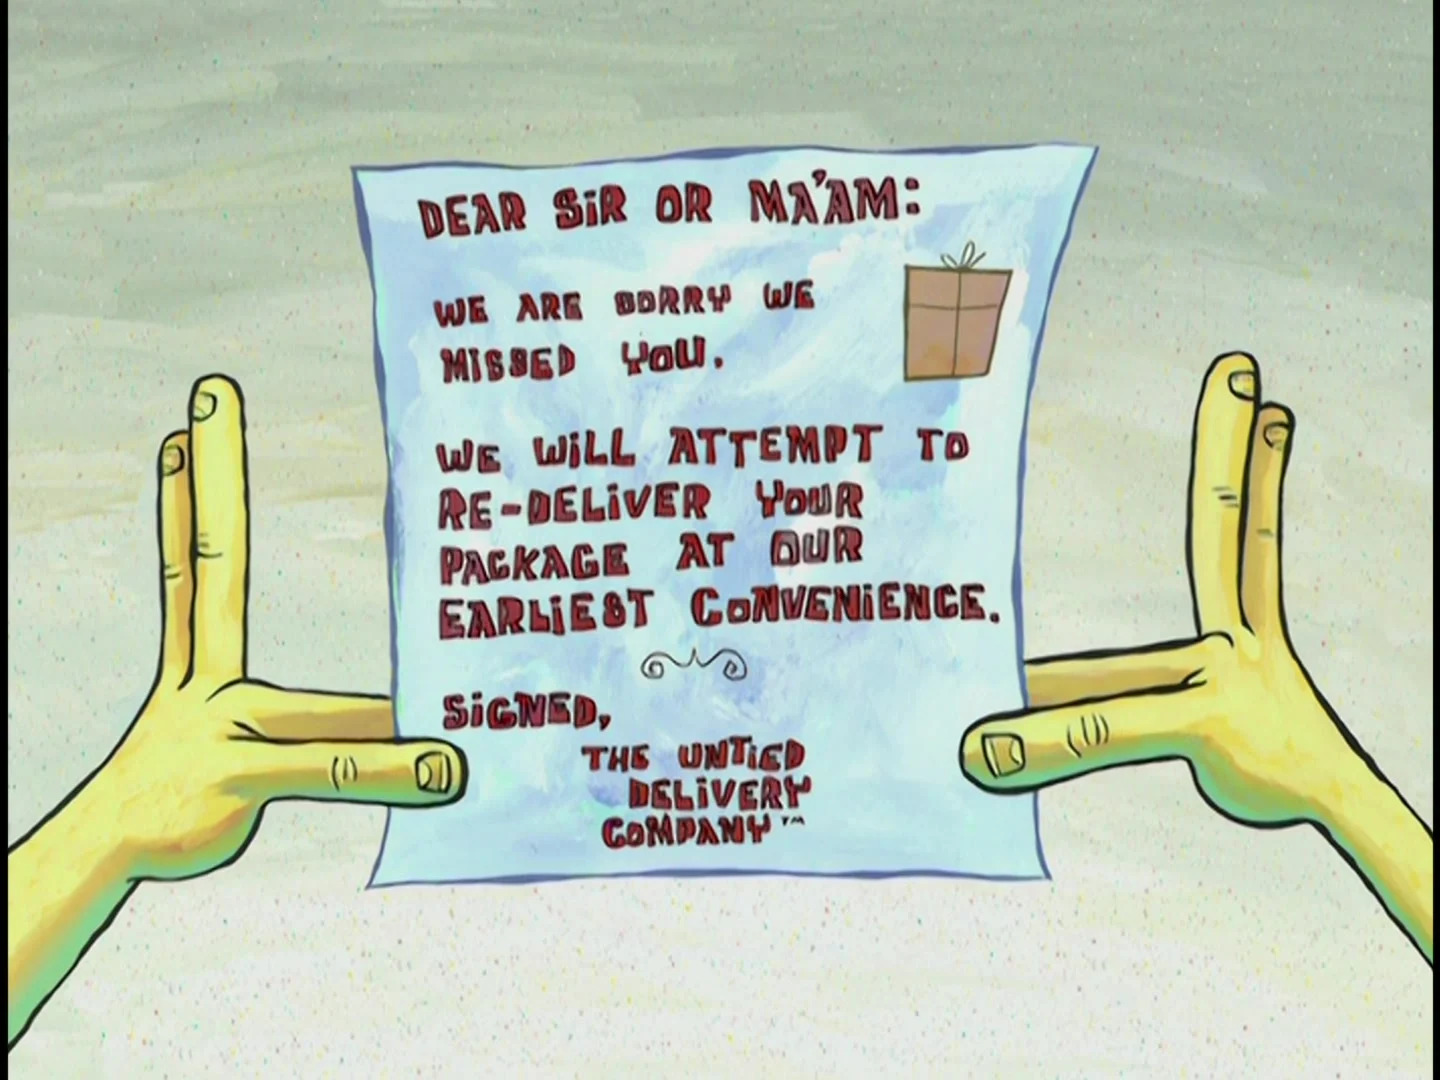 DEAR SiR OR MA'AM:
WE ARE SORRY WE
MISSED YOU.
WE WiLL ATTEMPT TO
RE-DELiVER YOUR
PACKAGE AT OUR
EARLiEST CONVENiENCE.
SiGNED,
THE UNTiED
DELiVERY
COMPANY™